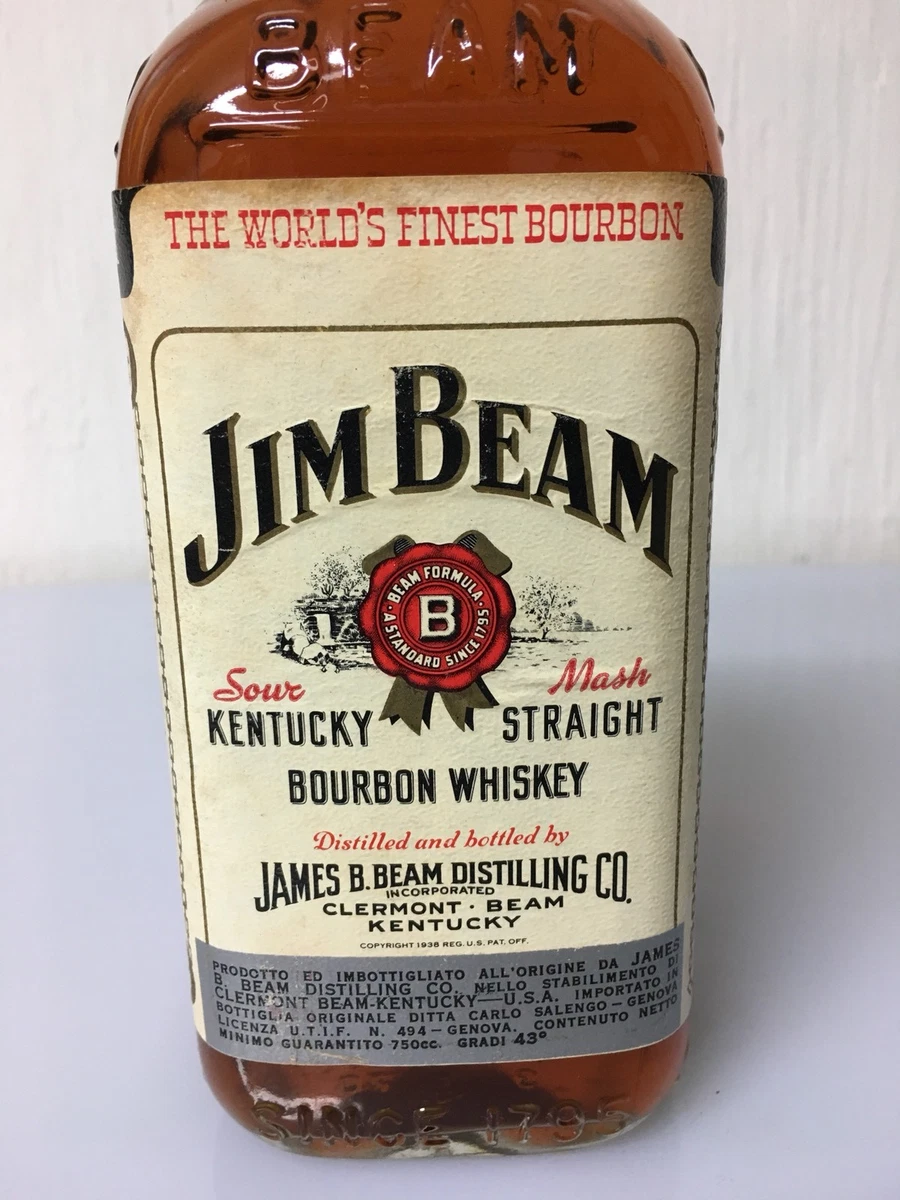 BEAM
THE WORLD'S FINEST BOURBON
JIM BEAM
BEAM FORMULA
B
A STANDARD SINCE 1795
Sour Mash
KENTUCKY STRAIGHT
BOURBON WHISKEY
Distilled and bottled by
JAMES B. BEAM DISTILLING CO.
INCORPORATED
CLERMONT · BEAM
KENTUCKY
COPYRIGHT 1938 REG. U.S. PAT. OFF.
PRODOTTO ED IMBOTTIGLIATO ALL'ORIGINE DA JAMES
B. BEAM DISTILLING CO. NELLO STABILIMENTO DI
CLERMONT BEAM-KENTUCKY—U.S.A. IMPORTATO IN
BOTTIGLIA ORIGINALE DITTA CARLO SALENGO – GENOVA
LICENZA U.T.I.F. N. 494 – GENOVA. CONTENUTO NETTO
MINIMO GUARANTITO 750cc. GRADI 43°
SINCE 1795